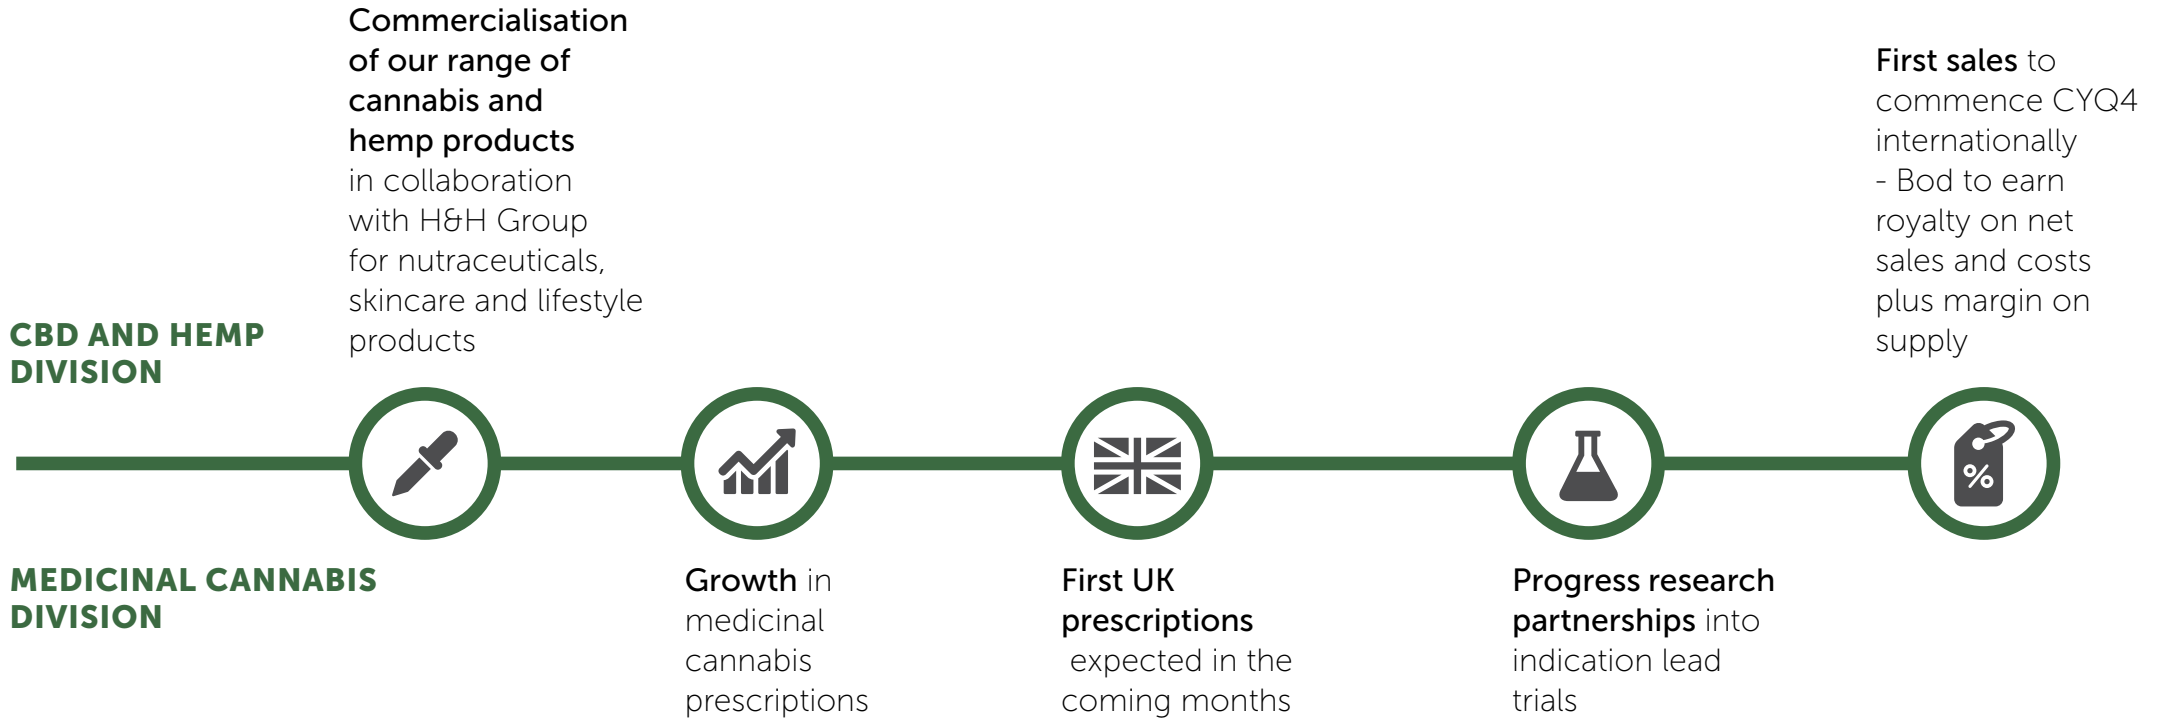 Commercialisation
of our range of
cannabis and
hemp products
in collaboration
with H&H Group
for nutraceuticals,
skincare and lifestyle
products
First sales to
commence CYQ4
internationally
- Bod to earn
royalty on net
sales and costs
plus margin on
supply
CBD AND HEMP
DIVISION
%
MEDICINAL CANNABIS
DIVISION
Growth in
medicinal
cannabis
prescriptions
First UK
prescriptions
expected in the
coming months
Progress research
partnerships into
indication lead
trials